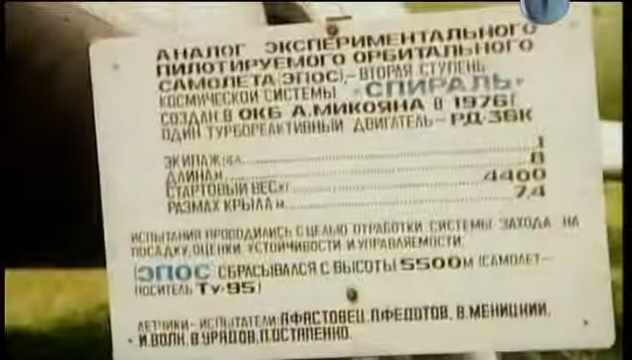 АНАЛОГ ЭКСПЕРИМЕНТАЛЬНОГО
ПИЛОТИРУЕМОГО ОРБИТАЛЬНОГО
САМОЛЕТА (ЭПОС),-ВТОРАЯ СТУПЕНЬ
КОСМИЧЕСКОЙ СИСТЕМЫ «СПИРАЛЬ»
СОЗДАН В ОКБ А.МИКОЯНА В 1976Г.
ОДИН ТУРБОРЕАКТИВНЫЙ ДВИГАТЕЛЬ-РД-36К
ЭКИПАЖ ЧЕЛ. 1
ДЛИНА М. 8
СТАРТОВЫЙ ВЕС КГ 4400
РАЗМАХ КРЫЛА М. 7,4
ИСПЫТАНИЯ ПРОВОДИЛИСЬ С ЦЕЛЬЮ ОТРАБОТКИ СИСТЕМЫ ЗАХОДА НА
ПОСАДКУ, ОЦЕНКИ УСТОЙЧИВОСТИ И УПРАВЛЯЕМОСТИ.
(ЭПОС СБРАСЫВАЛСЯ С ВЫСОТЫ 5500М (САМОЛЕТ-
НОСИТЕЛЬ ТУ-95)
ЛЕТЧИКИ-ИСПЫТАТЕЛИ: А.ФАСТОВЕЦ, А.ФЕДОТОВ, В.МЕНИЦКИЙ,
И.ВОЛК, В.УРЯДОВ, П.ОСТАПЕНКО.